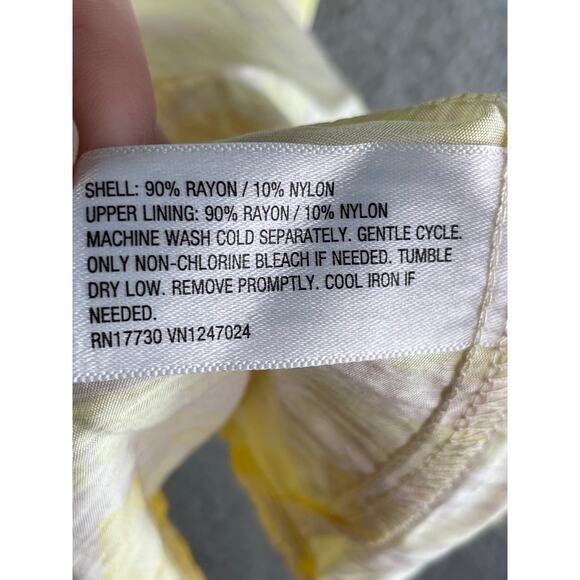 SHELL: 90% RAYON / 10% NYLON
UPPER LINING: 90% RAYON / 10% NYLON
MACHINE WASH COLD SEPARATELY. GENTLE CYCLE.
ONLY NON-CHLORINE BLEACH IF NEEDED. TUMBLE
DRY LOW. REMOVE PROMPTLY. COOL IRON IF
NEEDED.
RN17730 VN1247024